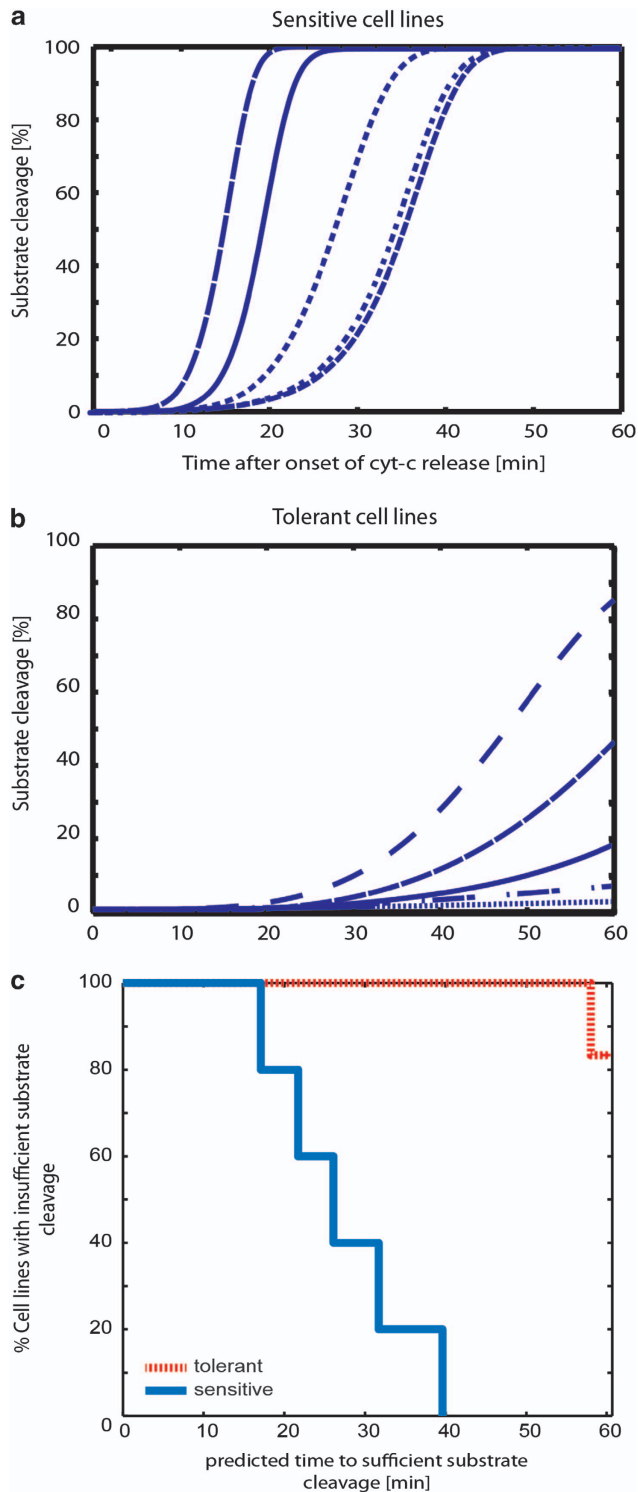 a
Sensitive cell lines
100
80
60
40
20
0
Substrate cleavage [%]
0 10 20 30 40 50 60
Time after onset of cyt-c release [min]
b
Tolerant cell lines
100
80
60
40
20
0
Substrate cleavage [%]
0 10 20 30 40 50 60
c
100
80
60
40
20
0
% Cell lines with insufficient substrate
cleavage
tolerant
sensitive
0 10 20 30 40 50 60
predicted time to sufficient substrate
cleavage [min]